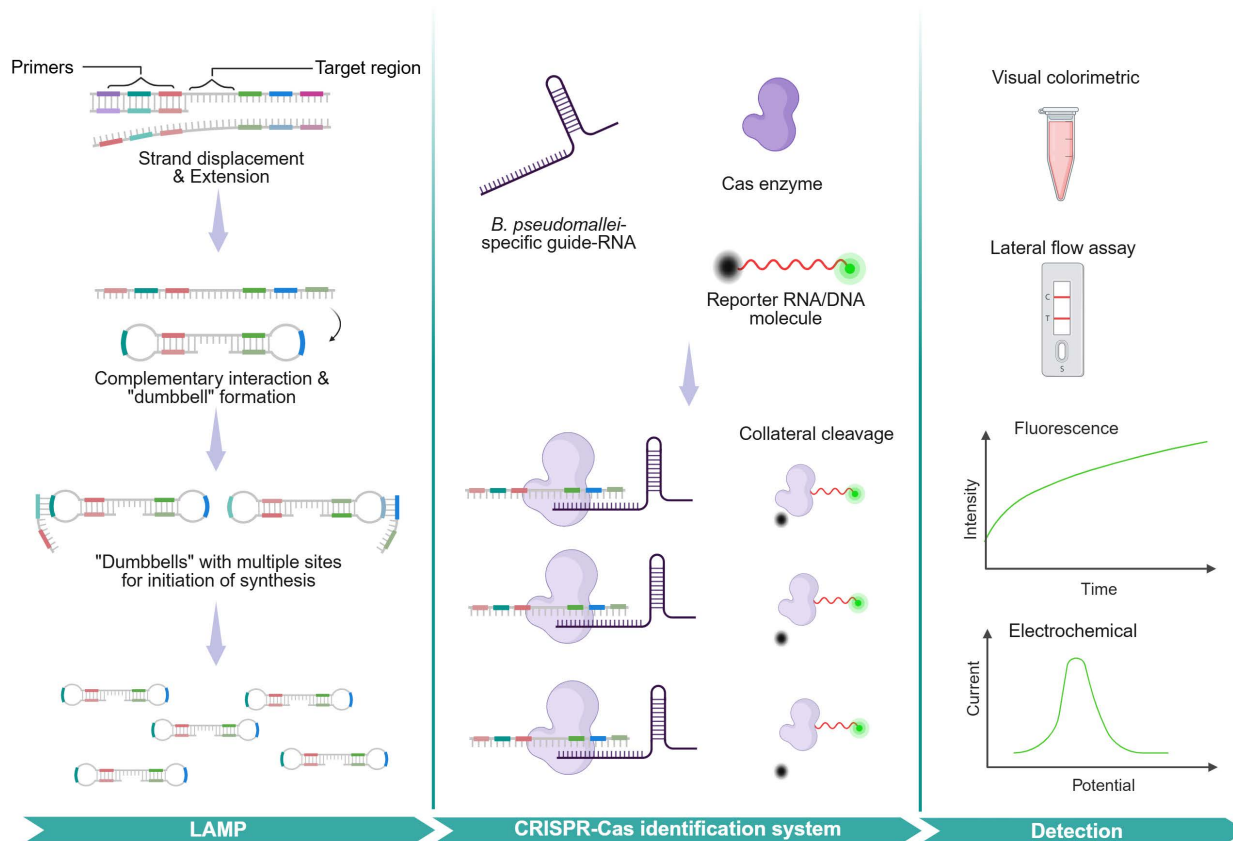 Primers
Target region
Strand displacement
& Extension
Complementary interaction &
"dumbbell" formation
"Dumbbells" with multiple sites
for initiation of synthesis
LAMP
B. pseudomallei-
specific guide-RNA
Cas enzyme
Reporter RNA/DNA
molecule
Collateral cleavage
CRISPR-Cas identification system
Visual colorimetric
Lateral flow assay
C
T
S
Fluorescence
Intensity
Time
Electrochemical
Current
Potential
Detection